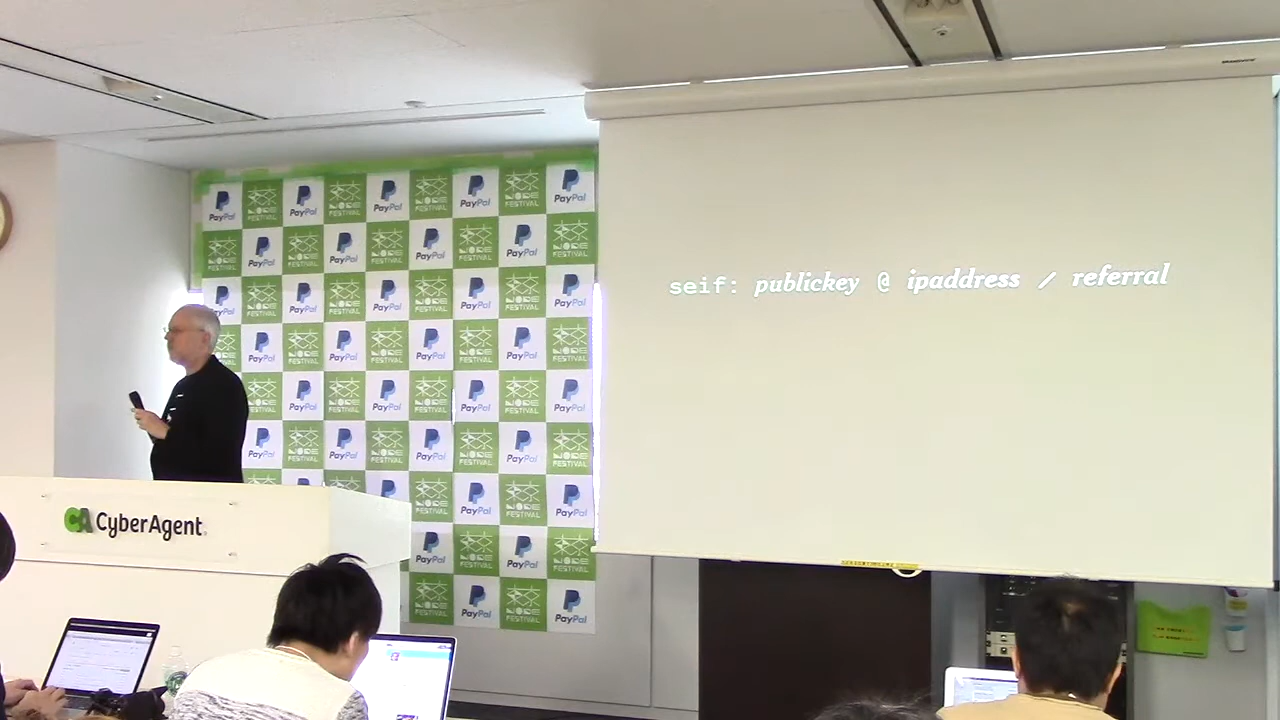 seif: publickey @ ipaddress / referral
PayPal
NODE FESTIVAL
CyberAgent